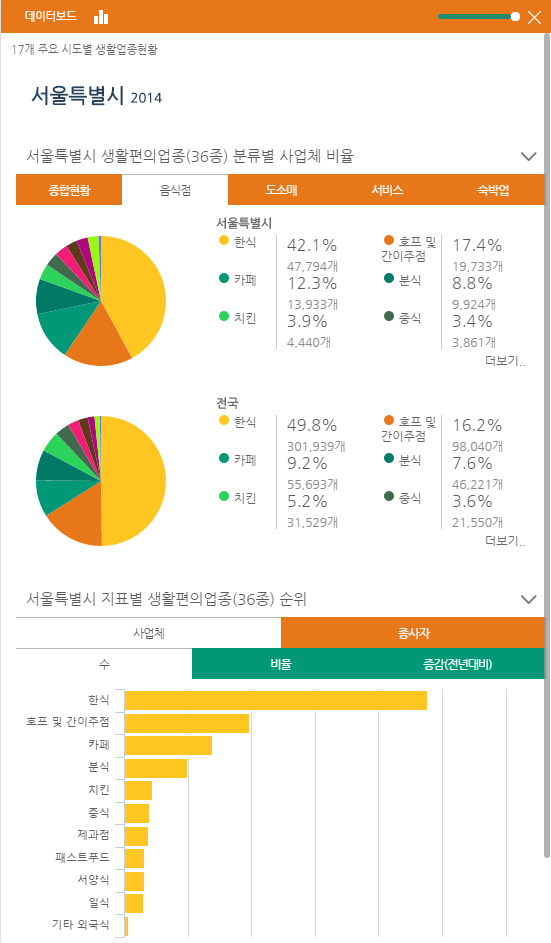 데이터보드
17개 주요 시도별 생활업종현황
서울특별시 2014
서울특별시 생활편의업종(36종) 분류별 사업체 비율
종합현황 음식점 도소매 서비스 숙박업
서울특별시
한식 42.1% 호프 및 간이주점 17.4%
47,794개 19,733개
카페 12.3% 분식 8.8%
13,933개 9,924개
치킨 3.9% 중식 3.4%
4,440개 3,861개
더보기..
전국
한식 49.8% 호프 및 간이주점 16.2%
301,939개 98,040개
카페 9.2% 분식 7.6%
55,693개 46,221개
치킨 5.2% 중식 3.6%
31,529개 21,550개
더보기..
서울특별시 지표별 생활편의업종(36종) 순위
사업체 종사자
수 비율 증감(전년대비)
한식
호프 및 간이주점
카페
분식
치킨
중식
제과점
패스트푸드
서양식
일식
기타 외국식